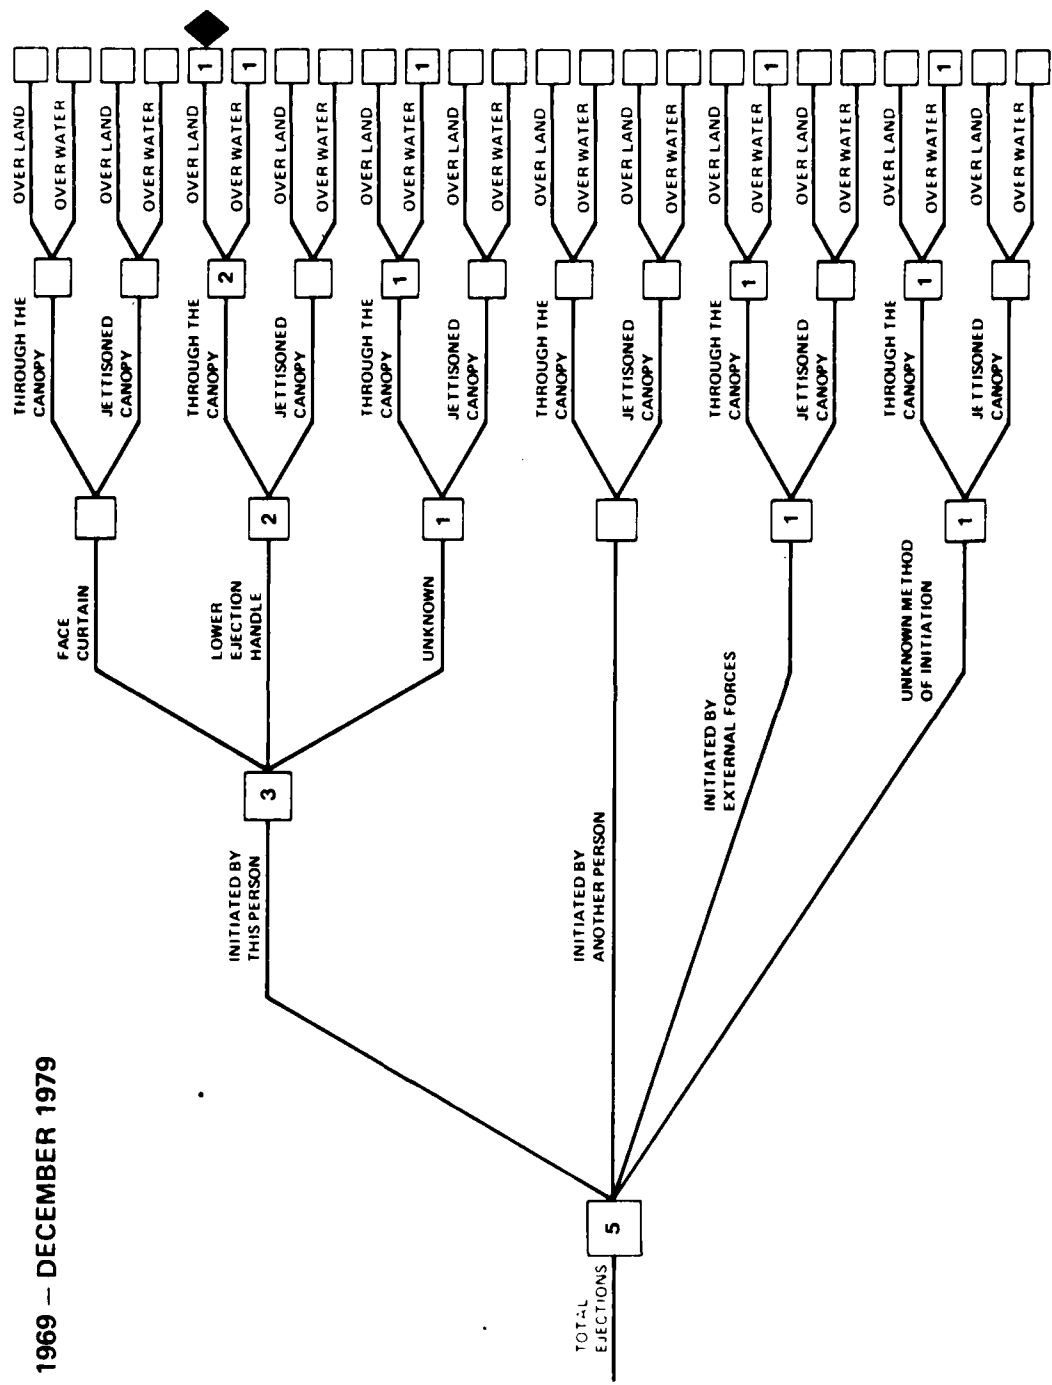 1969 – DECEMBER 1979
TOTAL
EJECTIONS
5
INITIATED BY
THIS PERSON
3
INITIATED BY
ANOTHER PERSON
INITIATED BY
EXTERNAL FORCES
UNKNOWN METHOD
OF INITIATION
FACE
CURTAIN
LOWER
EJECTION
HANDLE
2
UNKNOWN
1
1
1
THROUGH THE
CANOPY
JETTISONED
CANOPY
THROUGH THE
CANOPY
2
JETTISONED
CANOPY
THROUGH THE
CANOPY
1
JETTISONED
CANOPY
THROUGH THE
CANOPY
JETTISONED
CANOPY
THROUGH THE
CANOPY
1
JETTISONED
CANOPY
THROUGH THE
CANOPY
1
JETTISONED
CANOPY
OVER LAND
OVER WATER
OVER LAND
OVER WATER
OVER LAND 1
OVER WATER 1
OVER LAND
OVER WATER
OVER LAND
OVER WATER 1
OVER LAND
OVER WATER
OVER LAND
OVER WATER
OVER LAND
OVER WATER
OVER LAND
OVER WATER 1
OVER LAND
OVER WATER
OVER LAND
OVER WATER 1
OVER LAND
OVER WATER